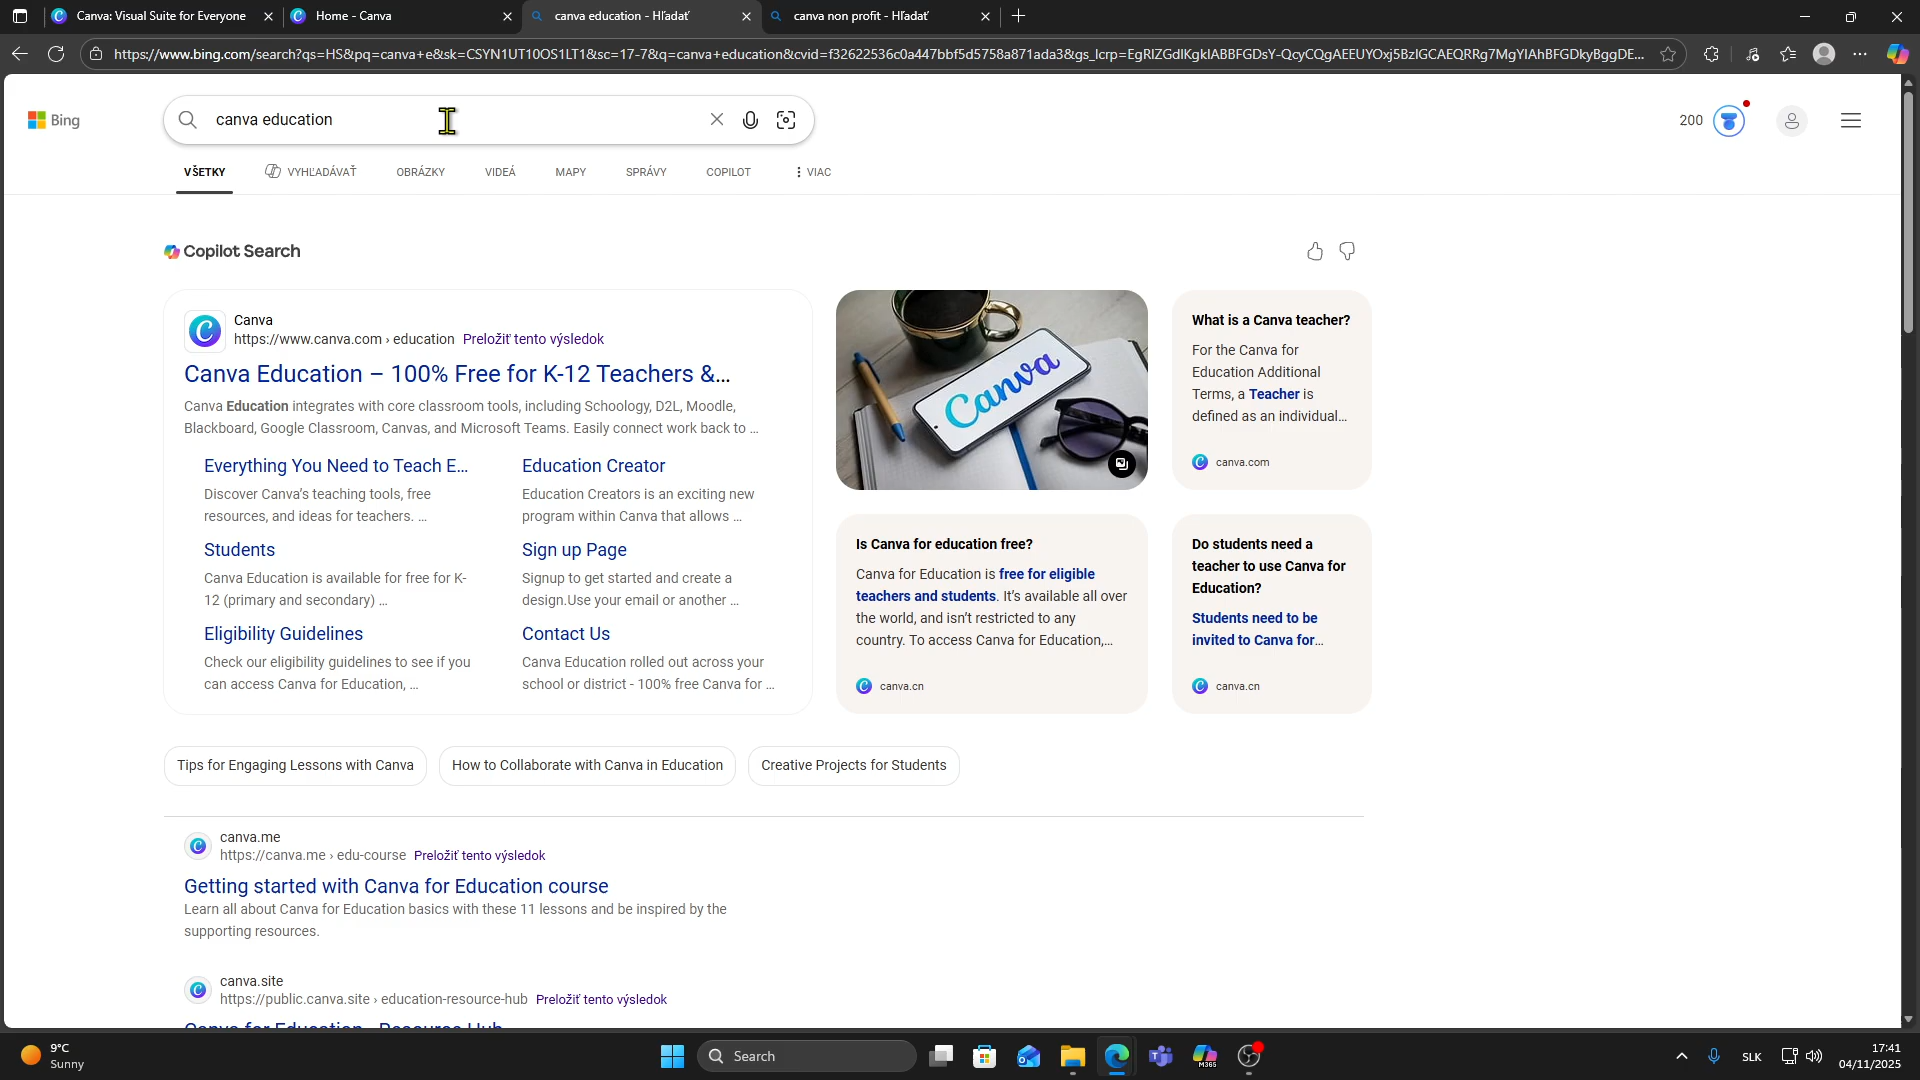 Canva: Visual Suite for Everyone
Home - Canva
canva education - Hľadať
canva non profit - Hľadať
https://www.bing.com/search?qs=HS&pq=canva+e&sk=CSYN1UT10OS1LT1&sc=17-7&q=canva+education&cvid=f32622536c0a447bbf5d5758a871ada3&gs_lcrp=EgRlZGdlKgkIABBFGDsY-QcyCQgAEEUYOxj5BzIGCAEQRRg7MgYIAhBFGDkyBggDE...
Bing
canva education
200
VŠETKY
VYHĽADÁVAŤ
OBRÁZKY
VIDEÁ
MAPY
SPRÁVY
COPILOT
VIAC
Copilot Search
Canva
https://www.canva.com › education Preložiť tento výsledok
Canva Education – 100% Free for K-12 Teachers &...
Canva Education integrates with core classroom tools, including Schoology, D2L, Moodle,
Blackboard, Google Classroom, Canvas, and Microsoft Teams. Easily connect work back to ...
Everything You Need to Teach E...
Discover Canva's teaching tools, free
resources, and ideas for teachers. ...
Education Creator
Education Creators is an exciting new
program within Canva that allows ...
Students
Canva Education is available for free for K-
12 (primary and secondary) ...
Sign up Page
Signup to get started and create a
design.Use your email or another ...
Eligibility Guidelines
Check our eligibility guidelines to see if you
can access Canva for Education, ...
Contact Us
Canva Education rolled out across your
school or district - 100% free Canva for ...
Canva
What is a Canva teacher?
For the Canva for
Education Additional
Terms, a Teacher is
defined as an individual...
canva.com
Is Canva for education free?
Canva for Education is free for eligible
teachers and students. It's available all over
the world, and isn't restricted to any
country. To access Canva for Education,...
canva.cn
Do students need a
teacher to use Canva for
Education?
Students need to be
invited to Canva for...
canva.cn
Tips for Engaging Lessons with Canva
How to Collaborate with Canva in Education
Creative Projects for Students
canva.me
https://canva.me › edu-course Preložiť tento výsledok
Getting started with Canva for Education course
Learn all about Canva for Education basics with these 11 lessons and be inspired by the
supporting resources.
canva.site
https://public.canva.site › education-resource-hub Preložiť tento výsledok
Canva for Education - Resource Hub
9°C
Sunny
Search
M365
SLK
17:41
04/11/2025